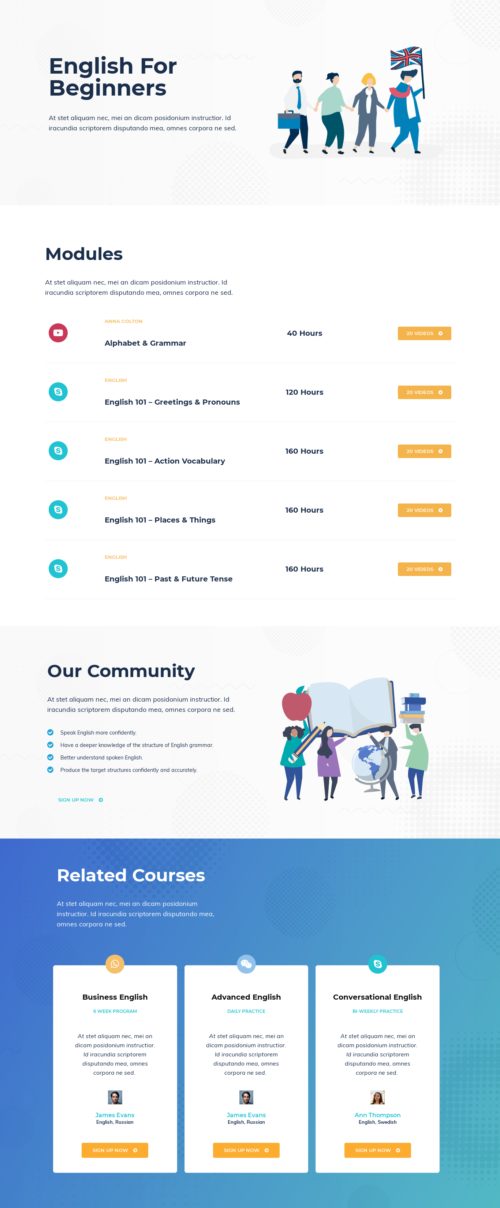 English For
Beginners
At stet aliquam nec, mei an dicam posidonium instructior. Id
iracundia scriptorem disputando mea, omnes corpora ne sed.
Modules
At stet aliquam nec, mei an dicam posidonium instructior. Id
iracundia scriptorem disputando mea, omnes corpora ne sed.
ANNA COLTON
Alphabet & Grammar
40 Hours
20 VIDEOS
ENGLISH
English 101 – Greetings & Pronouns
120 Hours
20 VIDEOS
ENGLISH
English 101 – Action Vocabulary
160 Hours
20 VIDEOS
ENGLISH
English 101 – Places & Things
160 Hours
20 VIDEOS
ENGLISH
English 101 – Past & Future Tense
160 Hours
20 VIDEOS
Our Community
At stet aliquam nec, mei an dicam posidonium instructior. Id
iracundia scriptorem disputando mea, omnes corpora ne sed.
Speak English more confidently.
Have a deeper knowledge of the structure of English grammar.
Better understand spoken English.
Produce the target structures confidently and accurately.
SIGN UP NOW
Related Courses
At stet aliquam nec, mei an dicam posidonium
instructior. Id iracundia scriptorem disputando mea,
omnes corpora ne sed.
Business English
6 WEEK PROGRAM
At stet aliquam nec, mei an
dicam posidonium instructior.
Id iracundia scriptorem
disputando mea, omnes
corpora ne sed.
James Evans
English, Russian
SIGN UP NOW
Advanced English
DAILY PRACTICE
At stet aliquam nec, mei an
dicam posidonium instructior.
Id iracundia scriptorem
disputando mea, omnes
corpora ne sed.
James Evans
English, Russian
SIGN UP NOW
Conversational English
BI WEEKLY PRACTICE
At stet aliquam nec, mei an
dicam posidonium instructior.
Id iracundia scriptorem
disputando mea, omnes
corpora ne sed.
Ann Thompson
English, Swedish
SIGN UP NOW